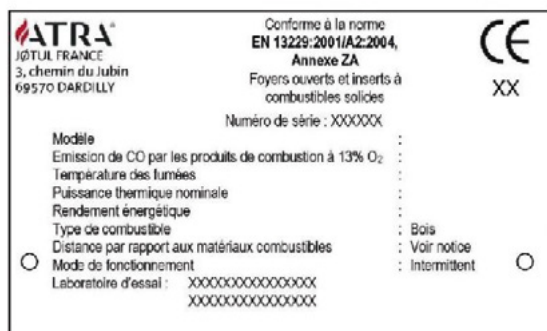 ATRA
JØTUL FRANCE
3, chemin du Jubin
69570 DARDILLY
Conforme à la norme
EN 13229:2001/A2:2004,
Annexe ZA
Foyers ouverts et inserts à
combustibles solides
CE
XX
Numéro de série : XXXXXX
Modèle :
Emission de CO par les produits de combustion à 13% O₂ :
Température des fumées :
Puissance thermique nominale :
Rendement énergétique :
Type de combustible : Bois
Distance par rapport aux matériaux combustibles : Voir notice
Mode de fonctionnement : Intermittent
Laboratoire d'essai : XXXXXXXXXXXXXXX
XXXXXXXXXXXXXXX